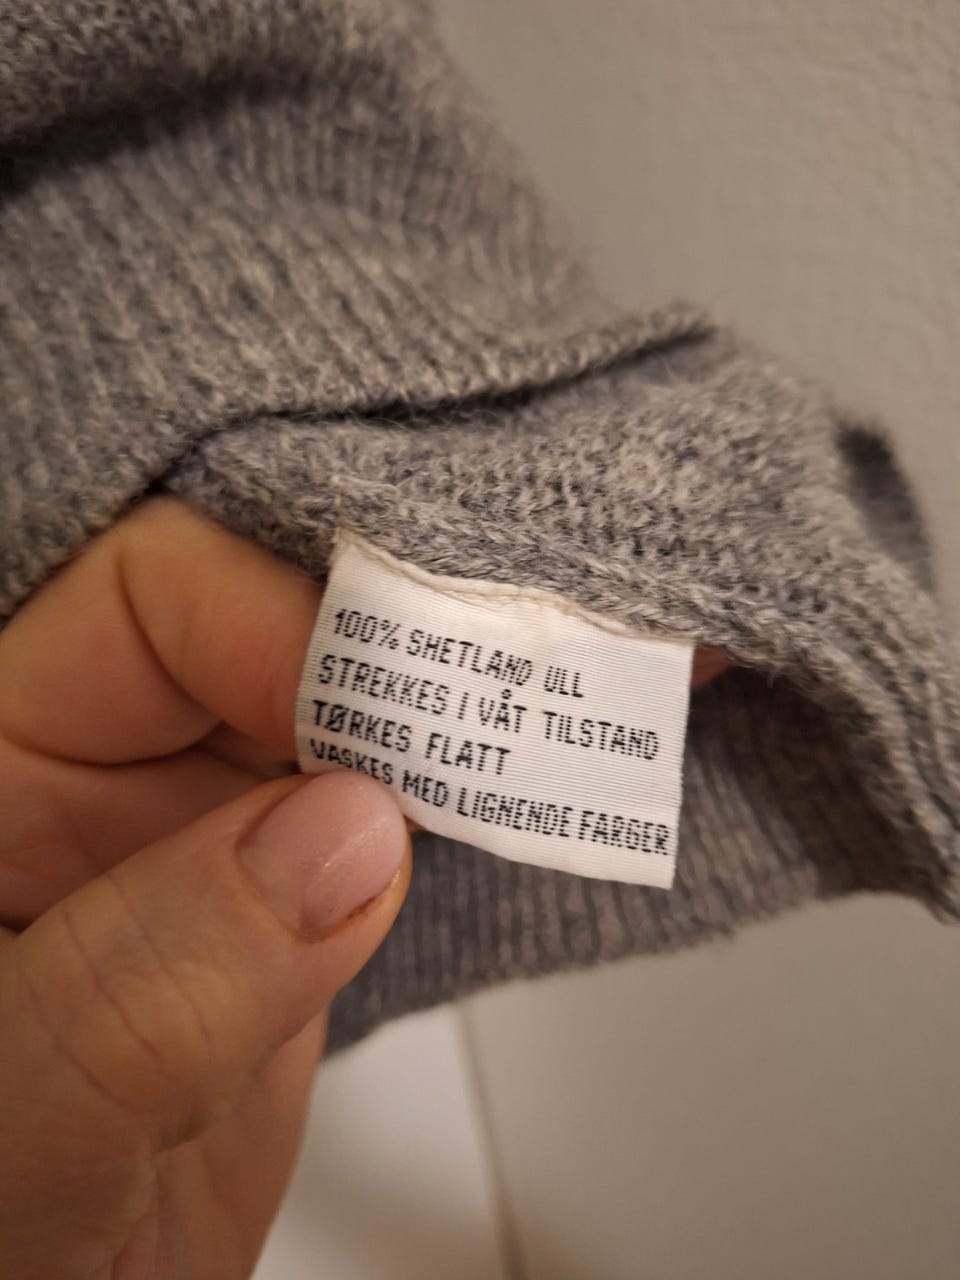 100% SHETLAND ULL
STREKKES I VÅT TILSTAND
TØRKES FLATT
VASKES MED LIGNENDE FARGER